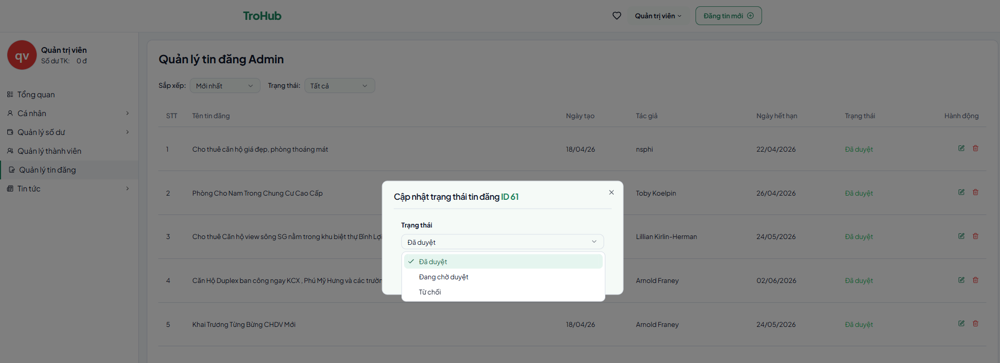 TroHub
Quản trị viên
Đăng tin mới
qv
Quản trị viên
Số dư TK: 0 đ
Tổng quan
Cá nhân
Quản lý số dư
Quản lý thành viên
Quản lý tin đăng
Tin tức
Quản lý tin đăng Admin
Sắp xếp: Mới nhất Trạng thái: Tất cả
STT Tên tin đăng Ngày tạo Tác giả Ngày hết hạn Trạng thái Hành động
1 Cho thuê căn hộ giá đẹp, phòng thoáng mát 18/04/26 nsphi 22/04/2026 Đã duyệt
2 Phòng Cho Nam Trong Chung Cư Cao Cấp Toby Koelpin 26/04/2026 Đã duyệt
3 Cho thuê Căn hộ view sông SG nằm trong khu biệt thự Bình Lợi Lillian Kirlin-Herman 24/05/2026 Đã duyệt
4 Căn Hộ Duplex ban công ngay KCX , Phú Mỹ Hưng và các trườn Arnold Franey 02/06/2026 Đã duyệt
5 Khai Trương Từng Bừng CHDV Mới 18/04/26 Arnold Franey 24/05/2026 Đã duyệt
Cập nhật trạng thái tin đăng ID 61
Trạng thái
Đã duyệt
Đã duyệt
Đang chờ duyệt
Từ chối